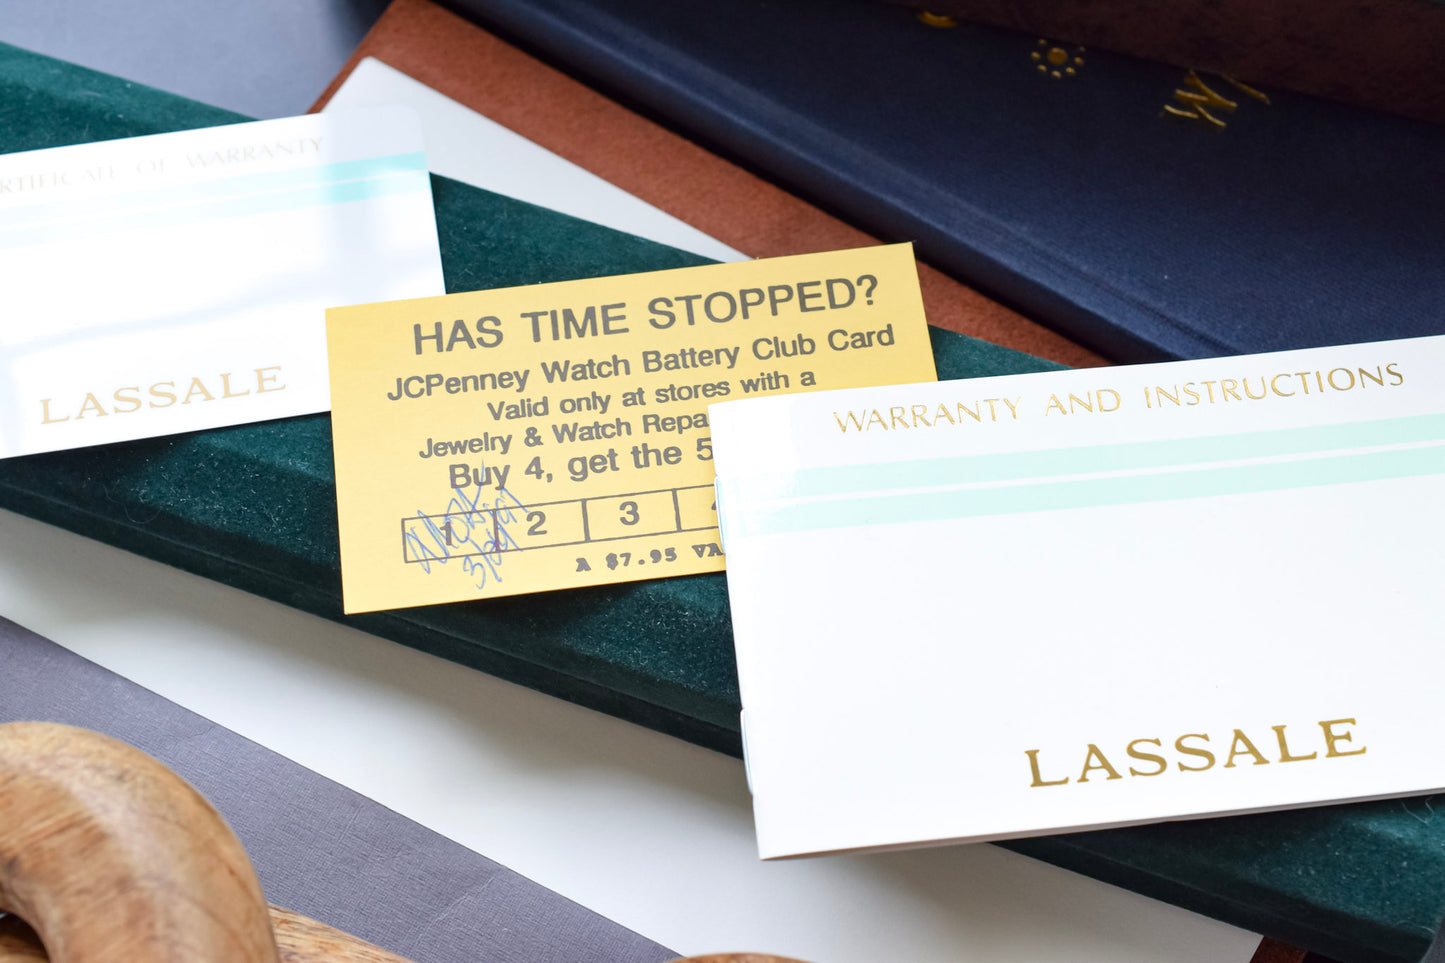 RTIFICATE OF WARRANTY
LASSALE
HAS TIME STOPPED?
JCPenney Watch Battery Club Card
Valid only at stores with a
Jewelry & Watch Repa
Buy 4, get the 5
1 2 3
A $7.95 VA
WARRANTY AND INSTRUCTIONS
LASSALE